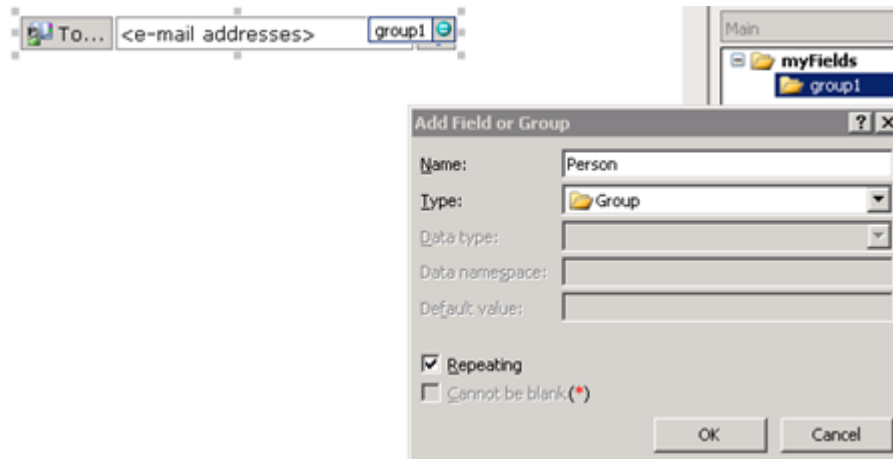 To... <e-mail addresses> group1
Main
myFields
group1
Add Field or Group
Name: Person
Type: Group
Data type:
Data namespace:
Default value:
Repeating
Cannot be blank(*)
OK Cancel